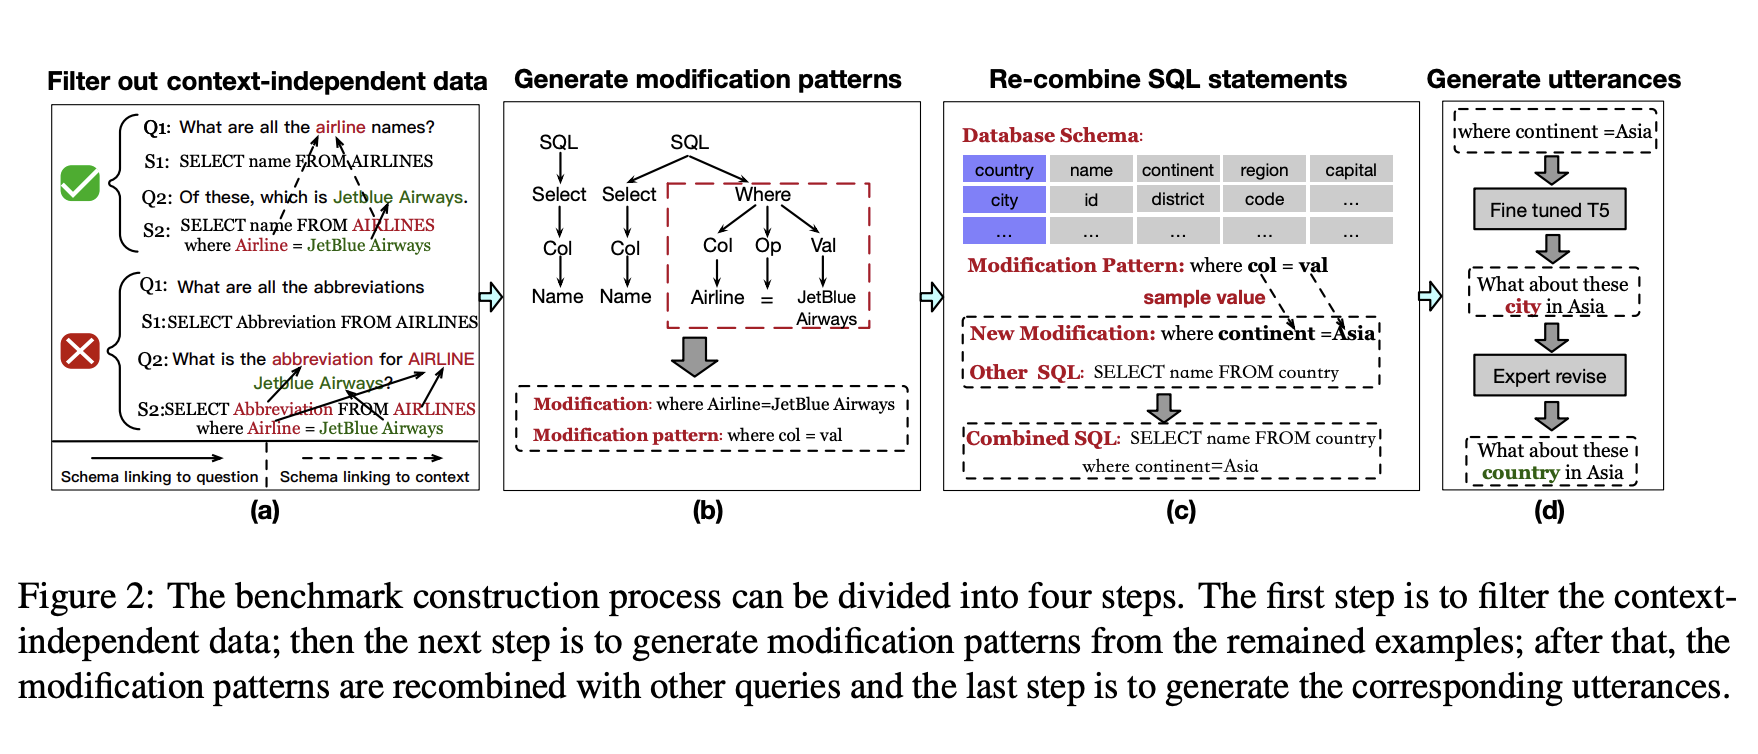 Filter out context-independent data
Q1: What are all the airline names?
S1: SELECT name FROM AIRLINES
Q2: Of these, which is Jetblue Airways.
S2: SELECT name FROM AIRLINES
where Airline = JetBlue Airways
Q1: What are all the abbreviations
S1:SELECT Abbreviation FROM AIRLINES
Q2: What is the abbreviation for AIRLINE
Jetblue Airways?
S2:SELECT Abbreviation FROM AIRLINES
where Airline = JetBlue Airways
Schema linking to question
Schema linking to context
(a)
Generate modification patterns
SQL
SQL
Select
Select
Where
Col
Col
Col
Op
Val
Name
Name
Airline
=
JetBlue
Airways
Modification: where Airline=JetBlue Airways
Modification pattern: where col = val
(b)
Re-combine SQL statements
Database Schema:
country name continent region capital
city id district code ...
... ... ... ... ...
Modification Pattern: where col = val
sample value
New Modification: where continent =Asia
Other SQL: SELECT name FROM country
Combined SQL: SELECT name FROM country
where continent=Asia
(c)
Generate utterances
where continent =Asia
Fine tuned T5
What about these
city in Asia
Expert revise
What about these
country in Asia
(d)
Figure 2: The benchmark construction process can be divided into four steps. The first step is to filter the context-
independent data; then the next step is to generate modification patterns from the remained examples; after that, the
modification patterns are recombined with other queries and the last step is to generate the corresponding utterances.